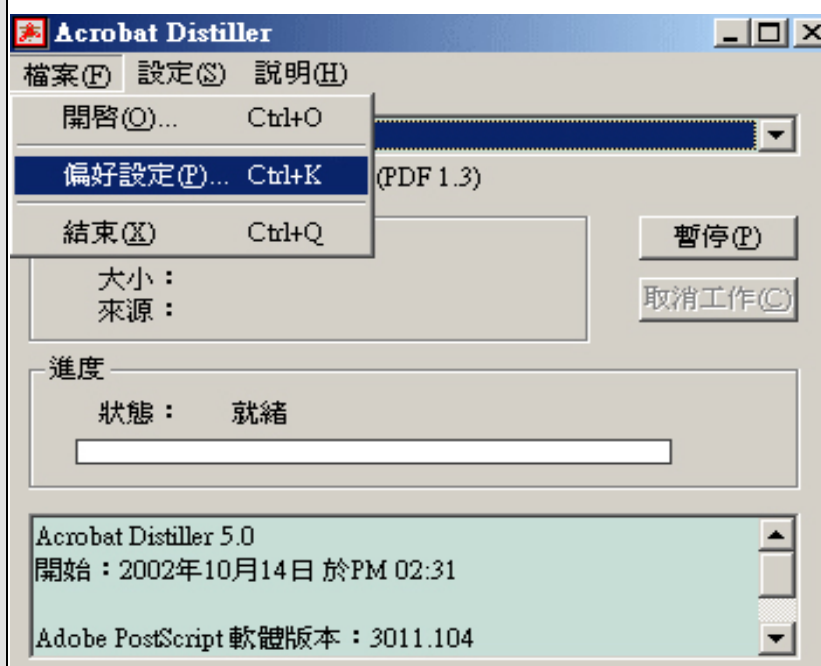 Acrobat Distiller
檔案(F) 設定(S) 說明(H)
開啓(O)... Ctrl+O
偏好設定(P)... Ctrl+K
(PDF 1.3)
結束(X) Ctrl+Q
暫停(P)
大小：
取消工作(C)
來源：
進度
狀態： 就緒
Acrobat Distiller 5.0
開始：2002年10月14日 於PM 02:31
Adobe PostScript 軟體版本：3011.104